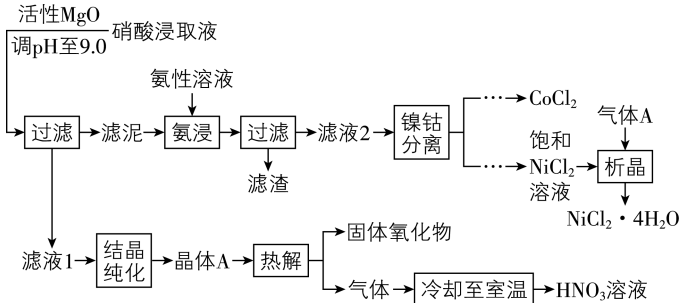 活性MgO
调pH至9.0
硝酸浸取液
氨性溶液
过滤
滤泥
氨浸
过滤
滤液2
镍钴
分离
···
CoCl₂
气体A
···
饱和
NiCl₂
溶液
析晶
滤渣
NiCl₂·4H₂O
滤液1
结晶
纯化
晶体A
热解
固体氧化物
气体
冷却至室温
HNO₃溶液